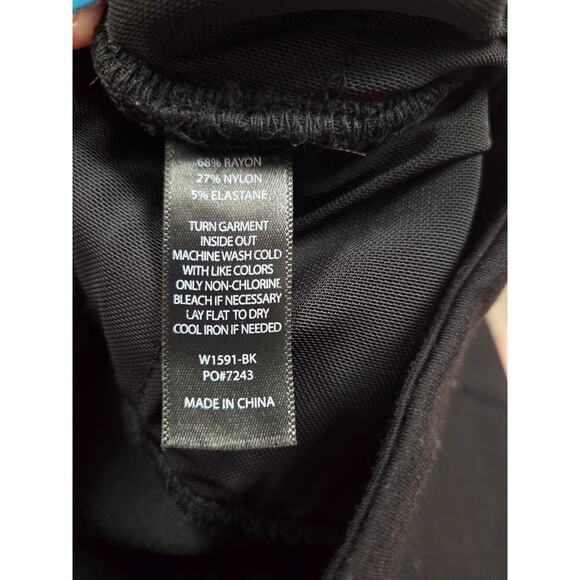 68% RAYON
27% NYLON
5% ELASTANE
TURN GARMENT
INSIDE OUT
MACHINE WASH COLD
WITH LIKE COLORS
ONLY NON-CHLORINE
BLEACH IF NECESSARY
LAY FLAT TO DRY
COOL IRON IF NEEDED
W1591-BK
PO#7243
MADE IN CHINA